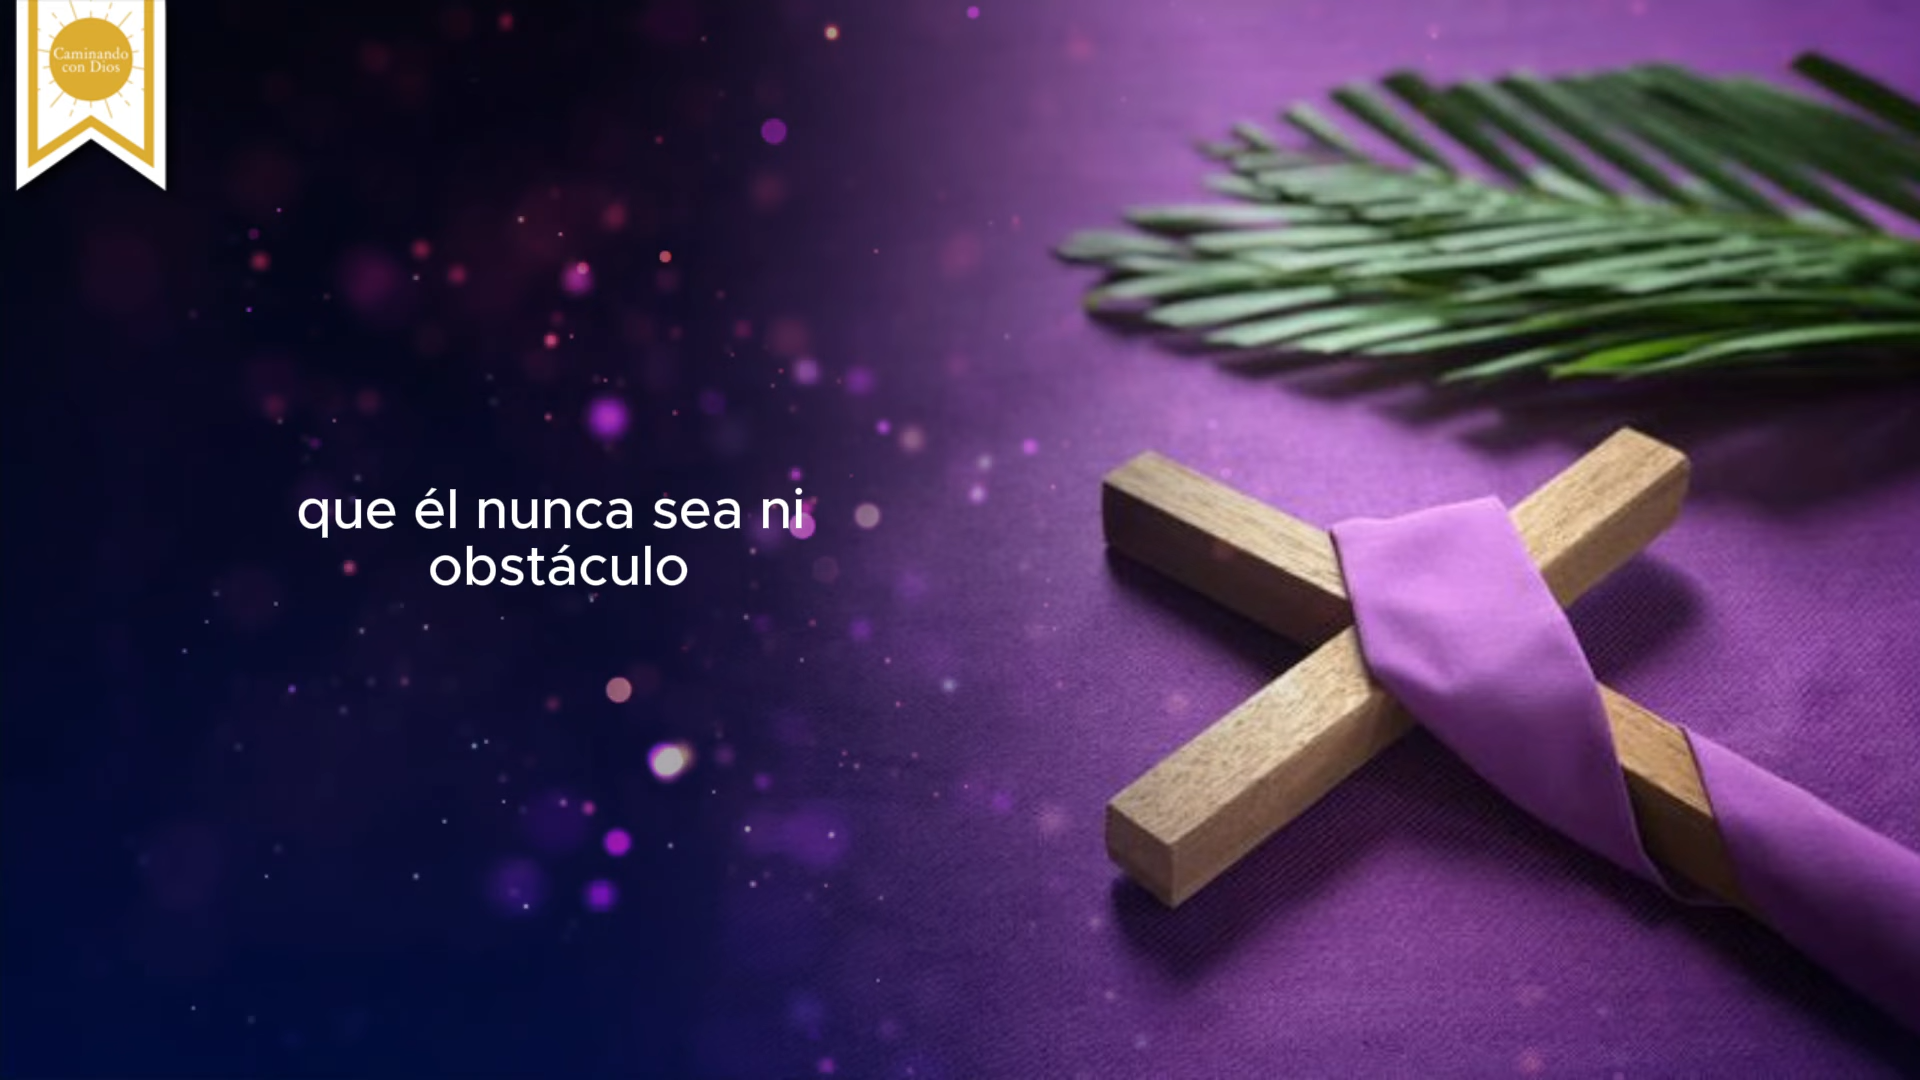 Caminando
con Dios
que él nunca sea ni
obstáculo